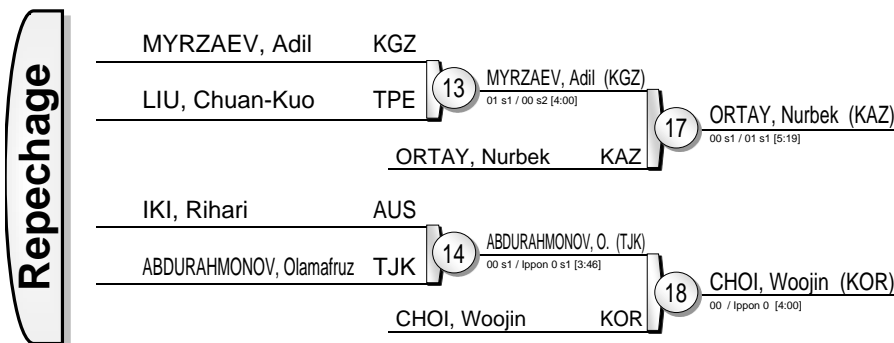 Repechage
MYRZAEV, Adil KGZ
LIU, Chuan-Kuo TPE
13
MYRZAEV, Adil (KGZ)
01 s1 / 00 s2 [4:00]
ORTAY, Nurbek KAZ
17
ORTAY, Nurbek (KAZ)
00 s1 / 01 s1 [5:19]
IKI, Rihari AUS
ABDURAHMONOV, Olamafruz TJK
14
ABDURAHMONOV, O. (TJK)
00 s1 / Ippon 0 s1 [3:46]
CHOI, Woojin KOR
18
CHOI, Woojin (KOR)
00 / Ippon 0 [4:00]